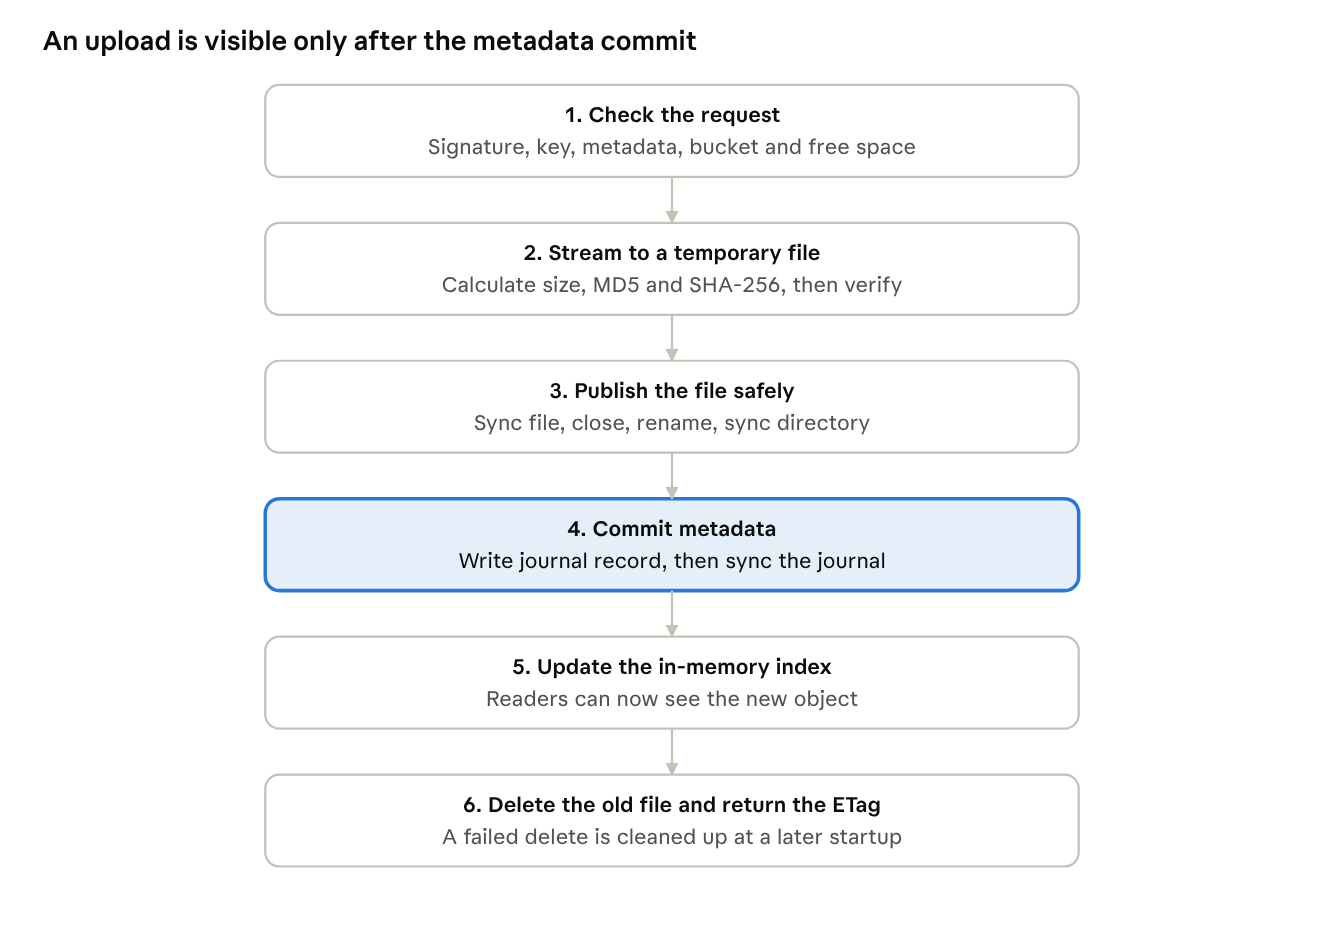 An upload is visible only after the metadata commit
1. Check the request
Signature, key, metadata, bucket and free space
2. Stream to a temporary file
Calculate size, MD5 and SHA-256, then verify
3. Publish the file safely
Sync file, close, rename, sync directory
4. Commit metadata
Write journal record, then sync the journal
5. Update the in-memory index
Readers can now see the new object
6. Delete the old file and return the ETag
A failed delete is cleaned up at a later startup